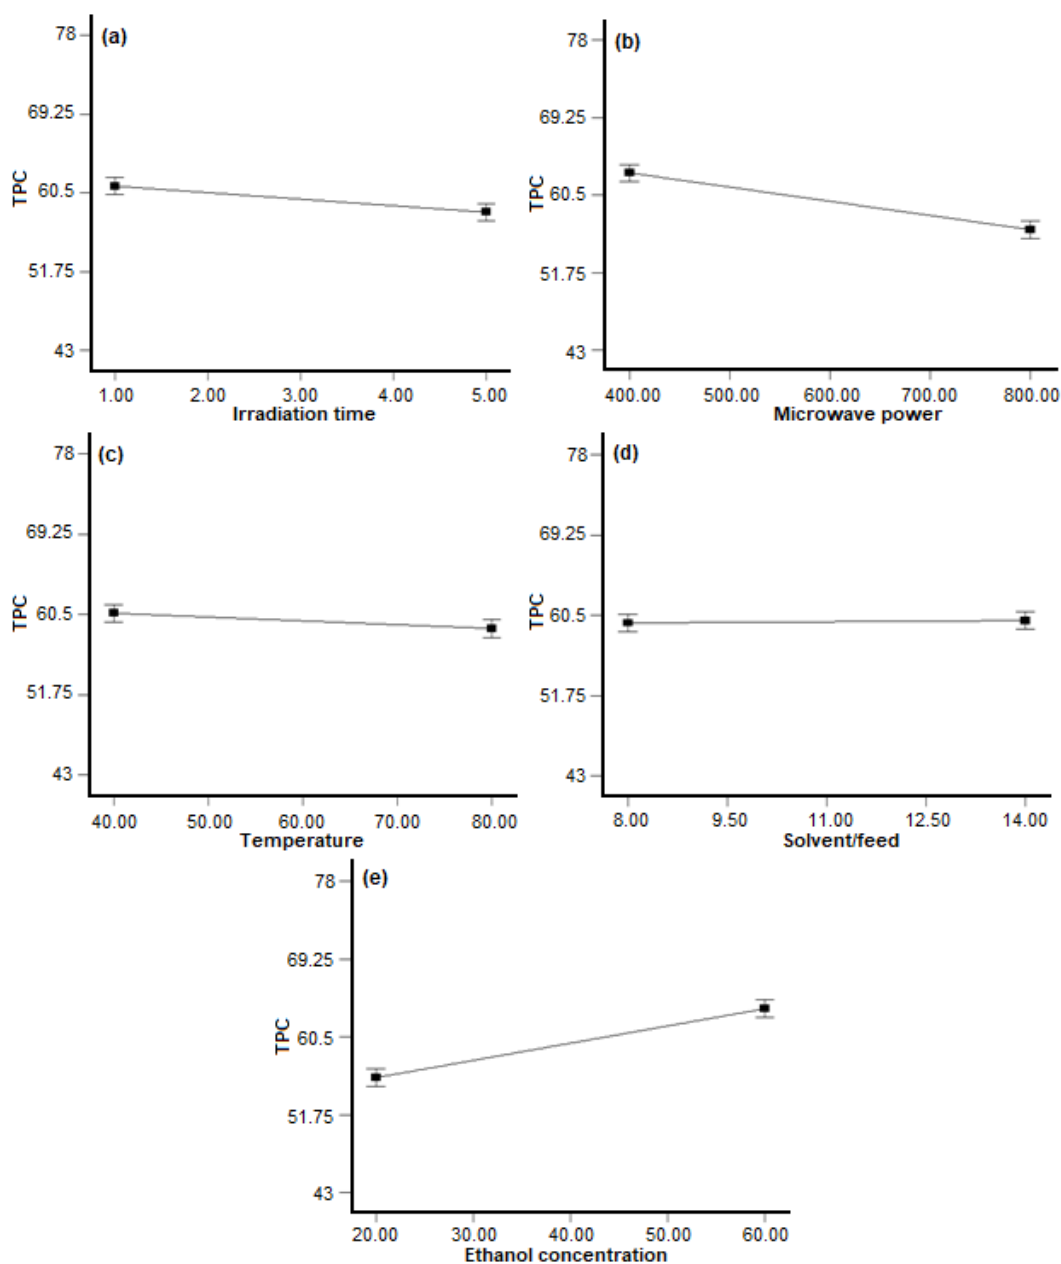 (a)
78
69.25
60.5
51.75
43
TPC
1.00 2.00 3.00 4.00 5.00
Irradiation time
(b)
78
69.25
60.5
51.75
43
TPC
400.00 500.00 600.00 700.00 800.00
Microwave power
(c)
78
69.25
60.5
51.75
43
TPC
40.00 50.00 60.00 70.00 80.00
Temperature
(d)
78
69.25
60.5
51.75
43
TPC
8.00 9.50 11.00 12.50 14.00
Solvent/feed
(e)
78
69.25
60.5
51.75
43
TPC
20.00 30.00 40.00 50.00 60.00
Ethanol concentration